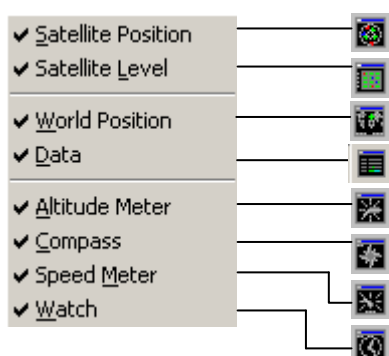 Satellite Position
Satellite Level
World Position
Data
Altitude Meter
Compass
Speed Meter
Watch